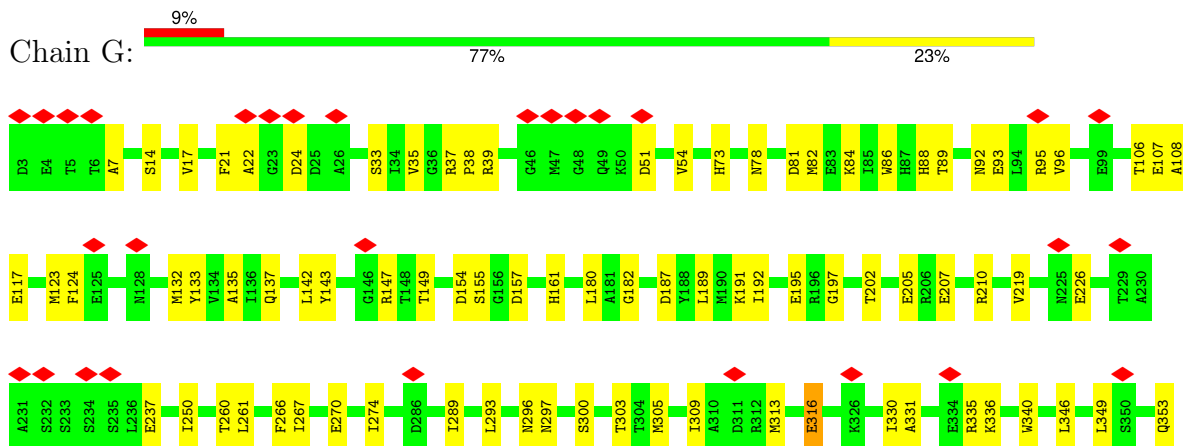 9%
Chain G:
77% 23%
D3 E4 T5 T6 A7 S14 V17 F21 A22 G23 D24 D25 A26 S33 I34 V35 G36 R37 P38 R39 G46 M47 G48 Q49 K50 D51 V54 H73 N78 D81 M82 E83 K84 I85 W86 H87 H88 T89 N92 E93 L94 R95 V96 E99 T106 E107 A108
E117 M123 F124 E125 N128 M132 Y133 V134 A135 I136 Q137 L142 Y143 G146 R147 T148 T149 D154 S155 G156 D157 H161 L180 A181 G182 D187 Y188 L189 M190 K191 I192 E195 R196 G197 T202 E205 R206 E207 R210 V219 N225 E226 T229 A230
A231 S232 S233 S234 S235 L236 E237 I250 T260 L261 F266 I267 E270 I274 D286 I289 L293 N296 N297 S300 T303 T304 M305 I309 A310 D311 R312 M313 E316 K326 I330 A331 E334 R335 K336 W340 L346 L349 S350 Q353